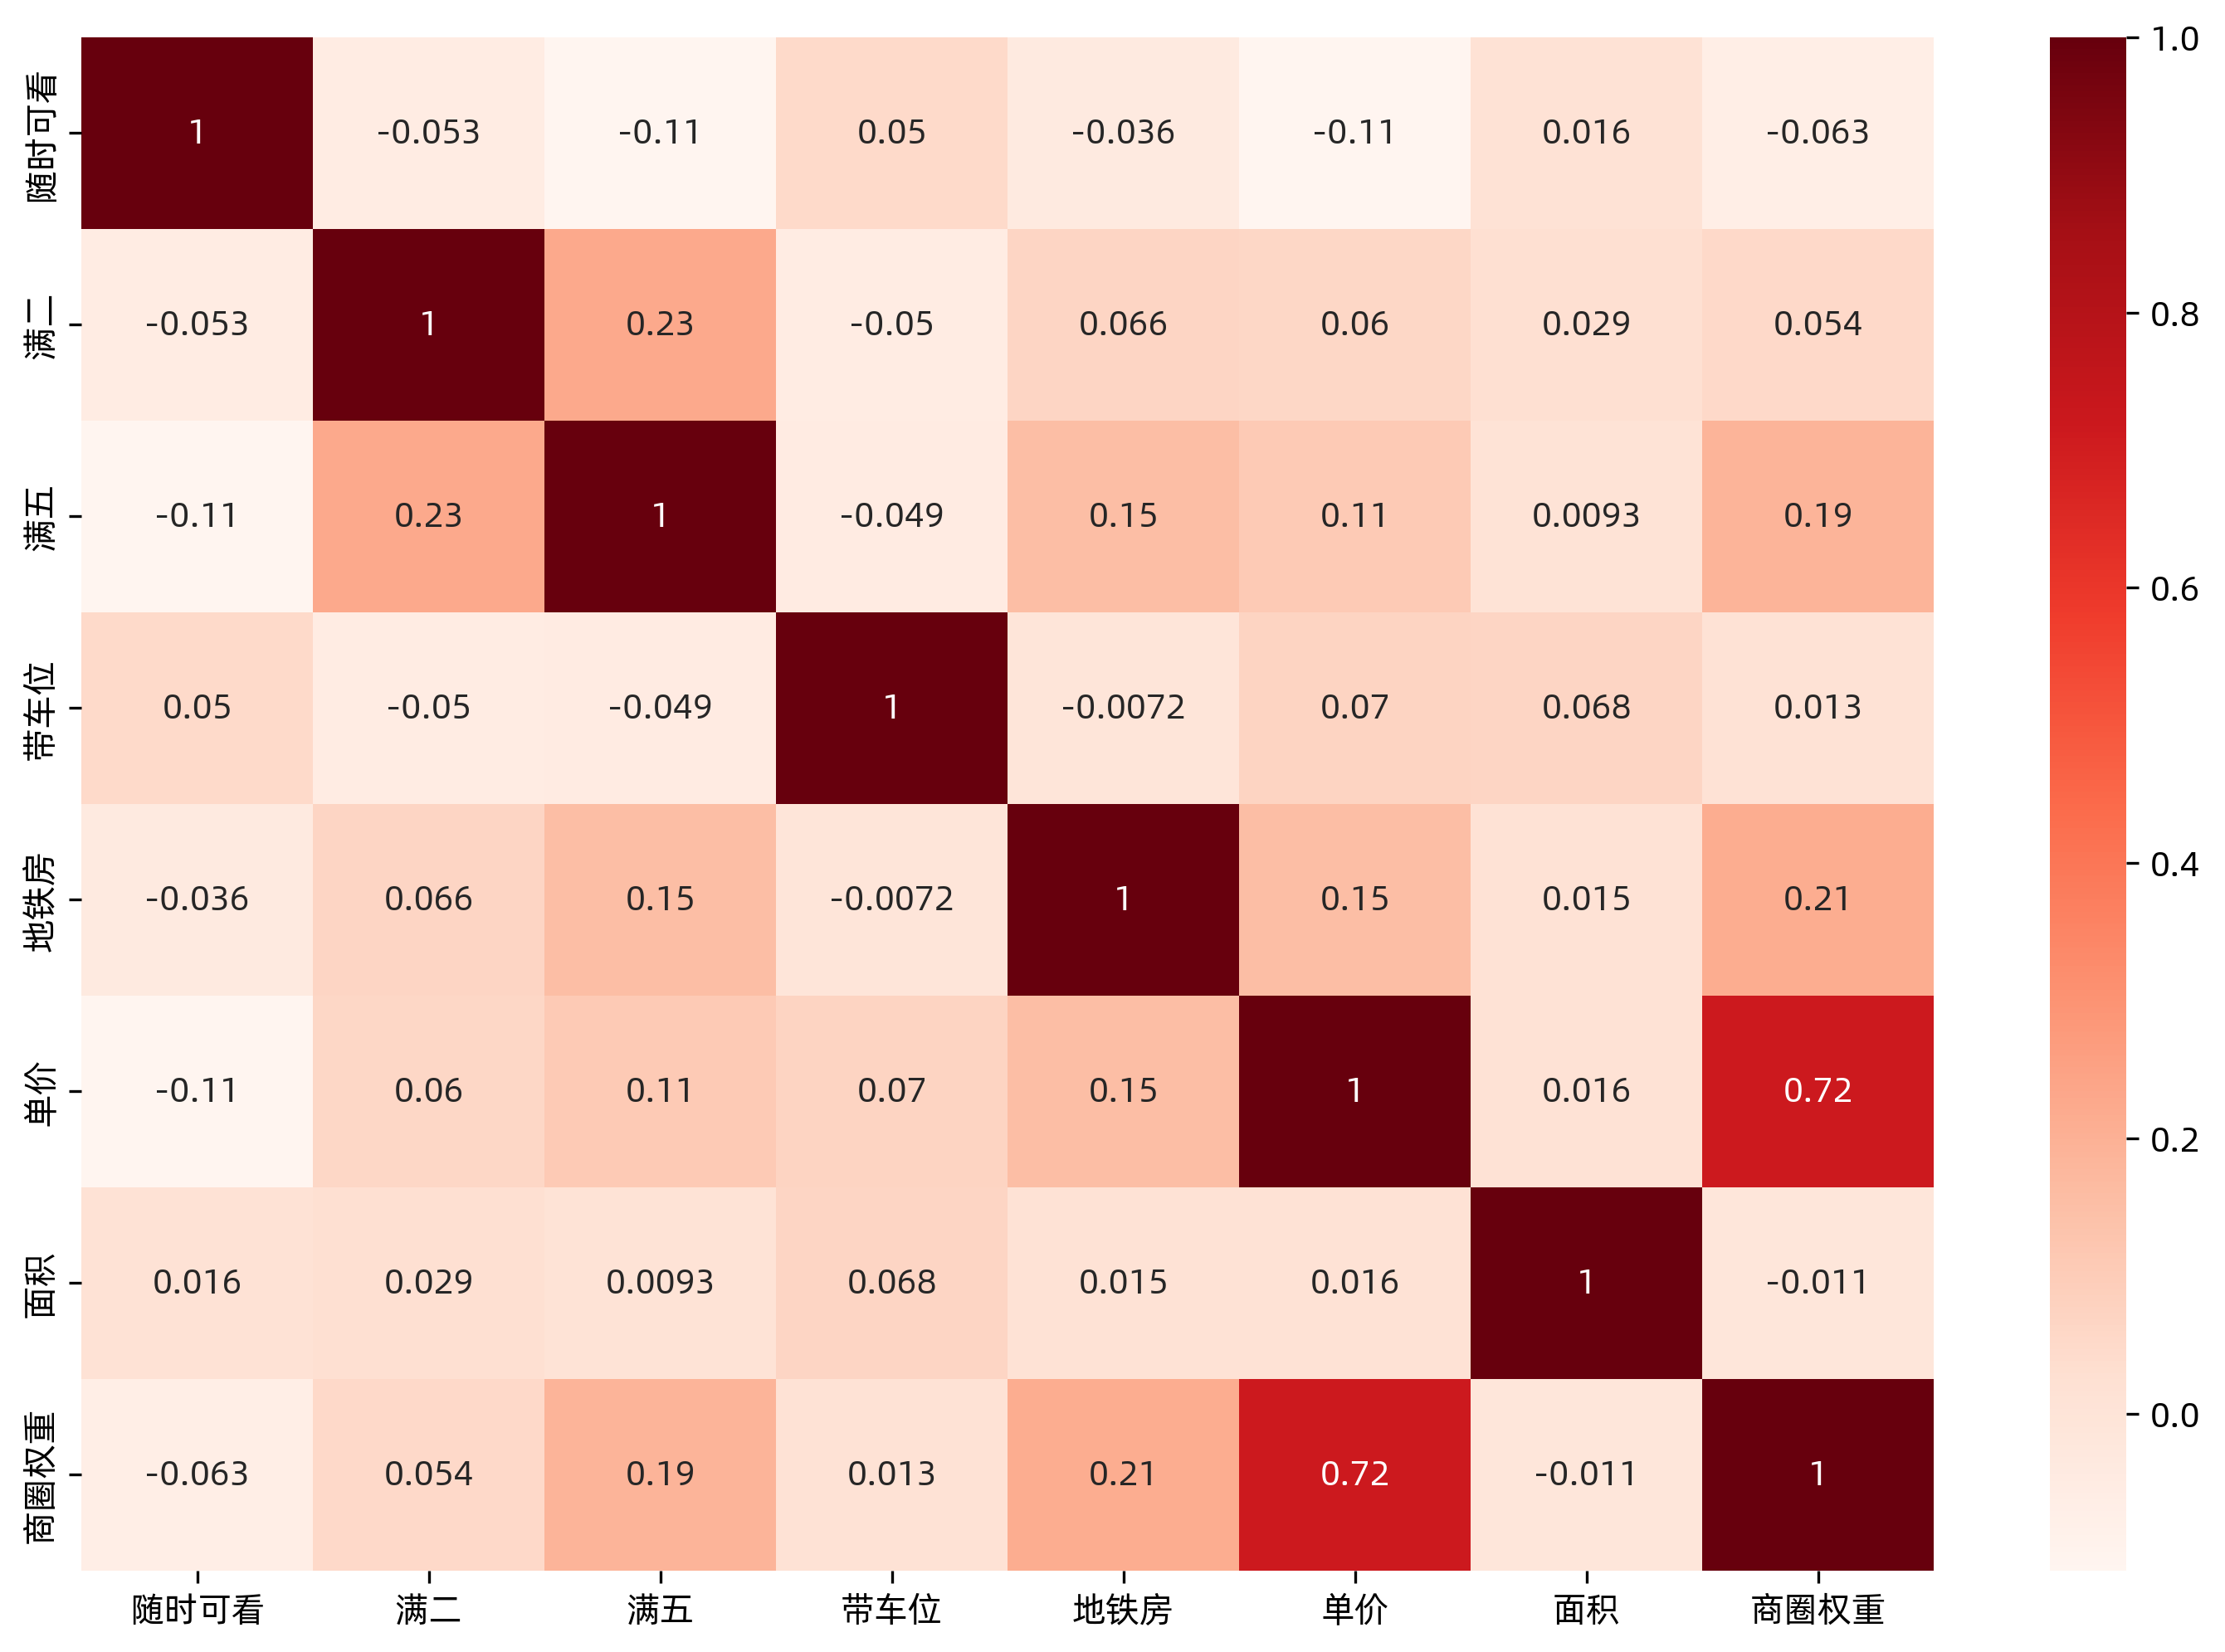 随时可看 1 -0.053 -0.11 0.05 -0.036 -0.11 0.016 -0.063
满二 -0.053 1 0.23 -0.05 0.066 0.06 0.029 0.054
满五 -0.11 0.23 1 -0.049 0.15 0.11 0.0093 0.19
带车位 0.05 -0.05 -0.049 1 -0.0072 0.07 0.068 0.013
地铁房 -0.036 0.066 0.15 -0.0072 1 0.15 0.015 0.21
单价 -0.11 0.06 0.11 0.07 0.15 1 0.016 0.72
面积 0.016 0.029 0.0093 0.068 0.015 0.016 1 -0.011
商圈权重 -0.063 0.054 0.19 0.013 0.21 0.72 -0.011 1
随时可看 满二 满五 带车位 地铁房 单价 面积 商圈权重
1.0
0.8
0.6
0.4
0.2
0.0